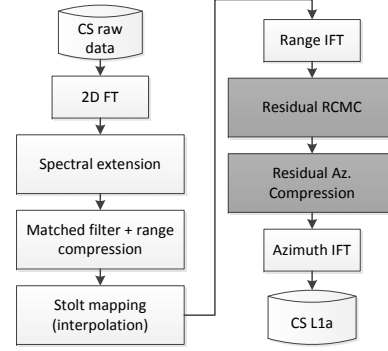 CS raw
data
2D FT
Spectral extension
Matched filter + range
compression
Stolt mapping
(interpolation)
Range IFT
Residual RCMC
Residual Az.
Compression
Azimuth IFT
CS L1a